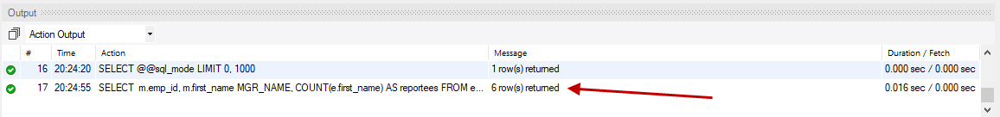 Output
Action Output
# Time Action Message Duration / Fetch
16 20:24:20 SELECT @@sql_mode LIMIT 0, 1000 1 row(s) returned 0.000 sec / 0.000 sec
17 20:24:55 SELECT m.emp_id, m.first_name MGR_NAME, COUNT(e.first_name) AS reportees FROM e... 6 row(s) returned 0.016 sec / 0.000 sec